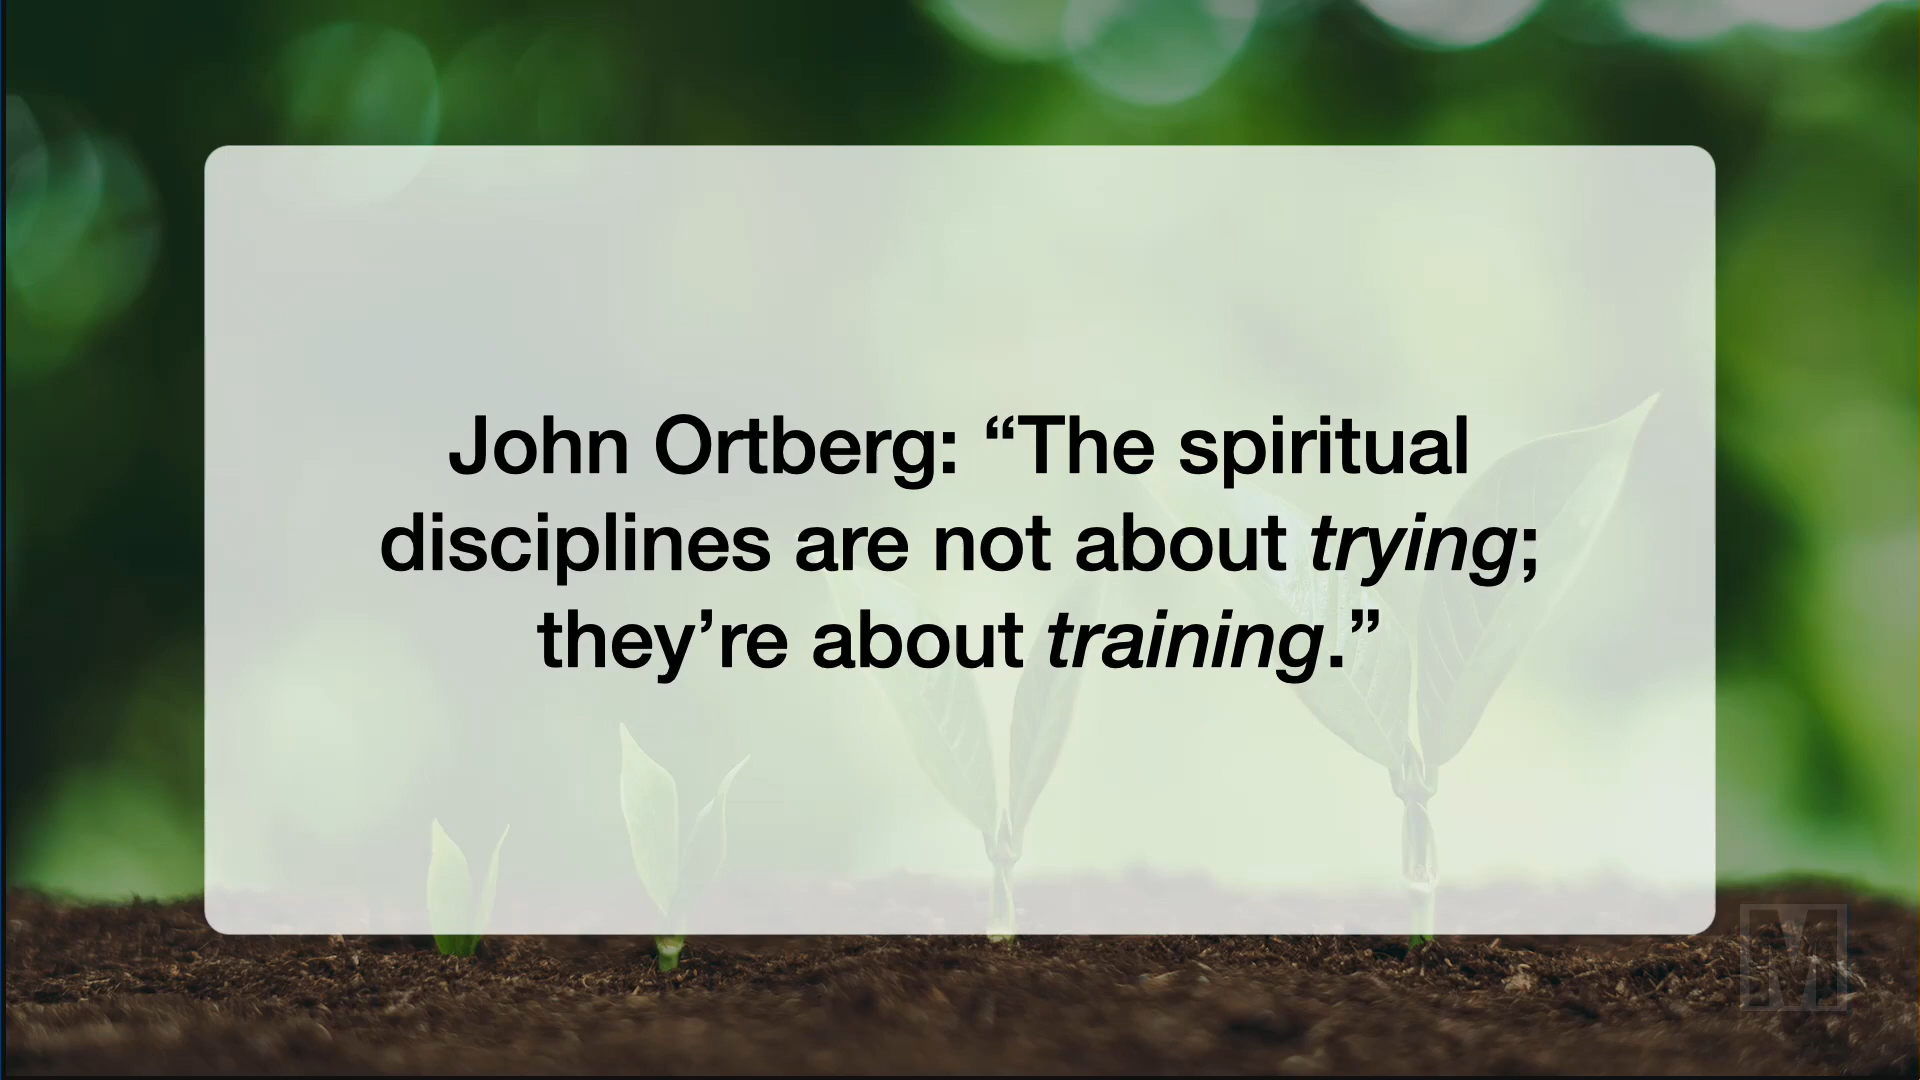 John Ortberg: “The spiritual
disciplines are not about trying;
they’re about training.”
M